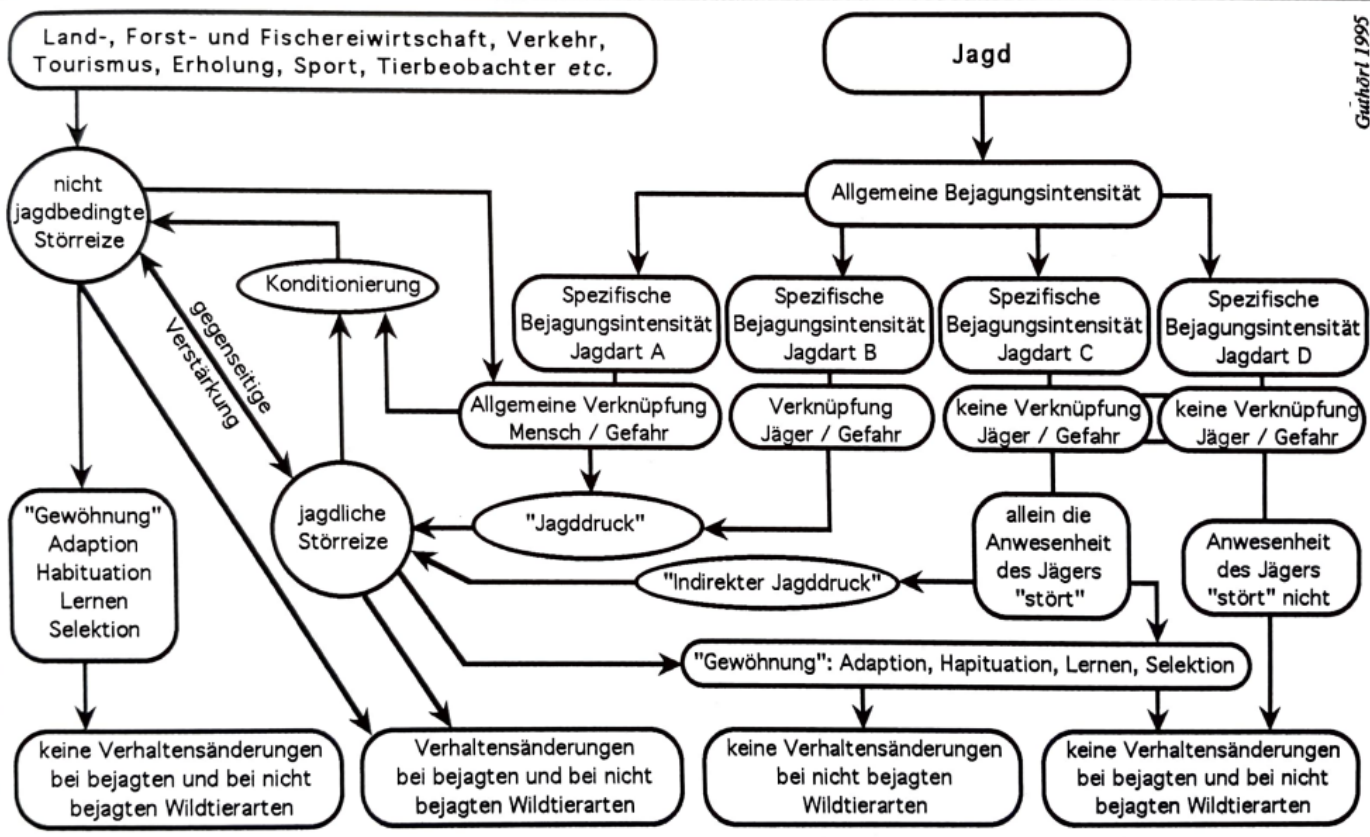 Land-, Forst- und Fischereiwirtschaft, Verkehr,
Tourismus, Erholung, Sport, Tierbeobachter etc.
Jagd
Guthörl 1995
nicht
jagdbedingte
Störreize
Allgemeine Bejagungsintensität
Konditionierung
Spezifische
Bejagungsintensität
Jagdart A
Spezifische
Bejagungsintensität
Jagdart B
Spezifische
Bejagungsintensität
Jagdart C
Spezifische
Bejagungsintensität
Jagdart D
gegenseitige
Verstärkung
Allgemeine Verknüpfung
Mensch / Gefahr
Verknüpfung
Jäger / Gefahr
keine Verknüpfung
Jäger / Gefahr
keine Verknüpfung
Jäger / Gefahr
"Gewöhnung"
Adaption
Habituation
Lernen
Selektion
jagdliche
Störreize
"Jagddruck"
"Indirekter Jagddruck"
allein die
Anwesenheit
des Jägers
"stört"
Anwesenheit
des Jägers
"stört" nicht
"Gewöhnung": Adaption, Hapituation, Lernen, Selektion
keine Verhaltensänderungen
bei bejagten und bei nicht
bejagten Wildtierarten
Verhaltensänderungen
bei bejagten und bei nicht
bejagten Wildtierarten
keine Verhaltensänderungen
bei nicht bejagten
Wildtierarten
keine Verhaltensänderungen
bei bejagten und bei nicht
bejagten Wildtierarten